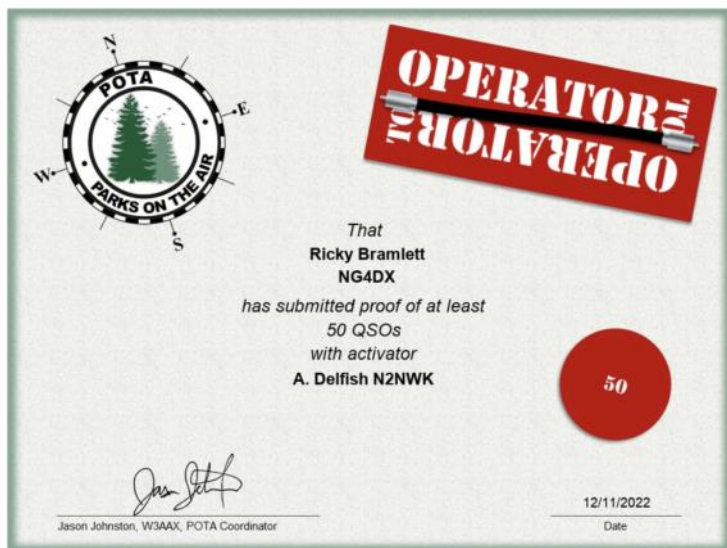 N
E
S
W
POTA
PARKS ON THE AIR
OPERATOR
TO
OPERATOR
TO
That
Ricky Bramlett
NG4DX
has submitted proof of at least
50 QSOs
with activator
A. Delfish N2NWK
50
Jason Johnston, W3AAX, POTA Coordinator
12/11/2022
Date